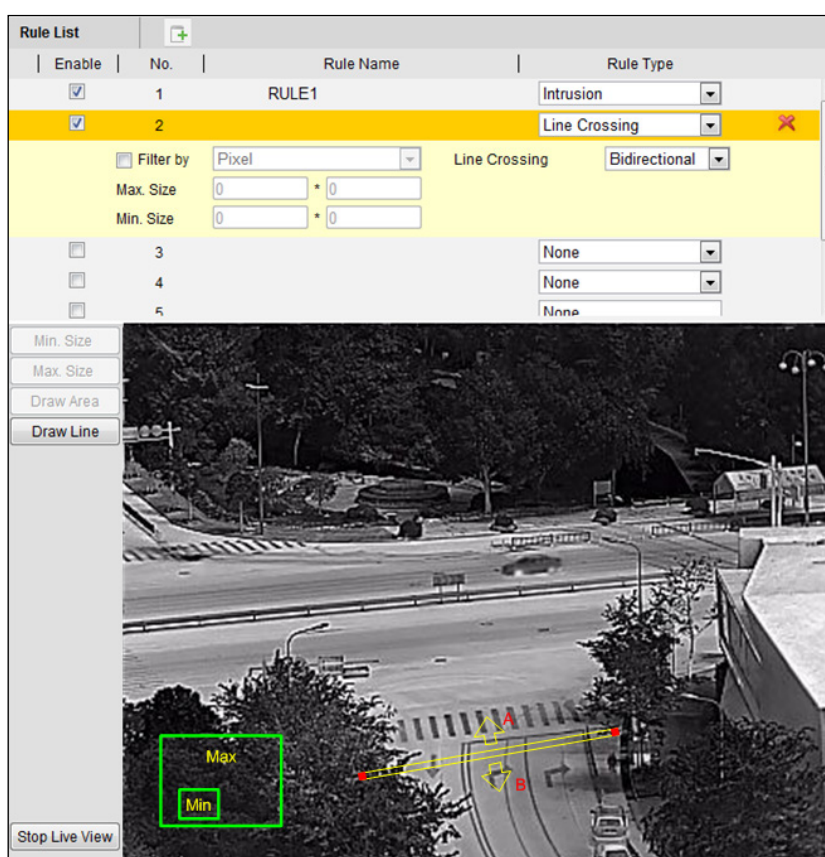 Rule List
Enable No. Rule Name Rule Type
1 RULE1 Intrusion
2 Line Crossing
Filter by Pixel Line Crossing Bidirectional
Max. Size 0 * 0
Min. Size 0 * 0
3 None
4 None
5 None
Min. Size
Max. Size
Draw Area
Draw Line
A
Max
B
Min
Stop Live View